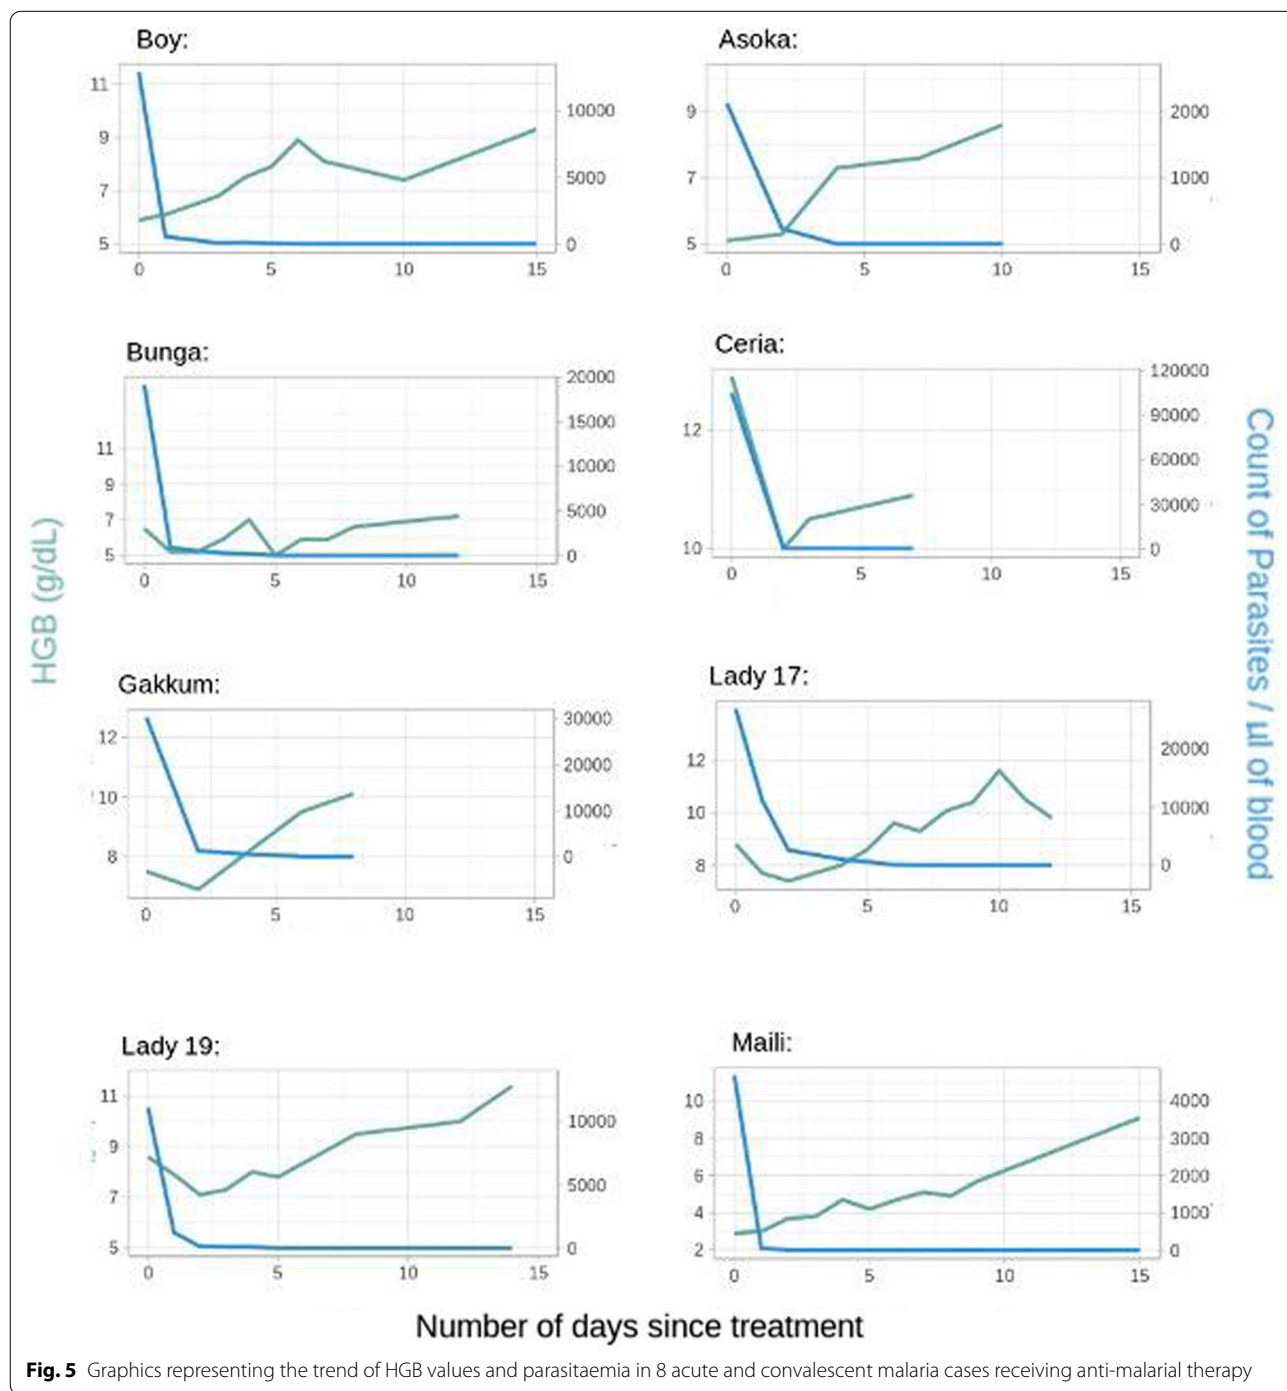 Boy:
11
9
7
5
10000
5000
0
0 5 10 15
Asoka:
9
7
5
2000
1000
0
0 5 10 15
Bunga:
11
9
7
5
20000
15000
10000
5000
0
0 5 10 15
Ceria:
12
10
120000
90000
60000
30000
0
0 5 10 15
Gakkum:
12
10
8
30000
20000
10000
0
0 5 10 15
Lady 17:
12
10
8
20000
10000
0
0 5 10 15
Lady 19:
11
9
7
5
10000
5000
0
0 5 10 15
Maili:
10
8
6
4
2
4000
3000
2000
1000
0
0 5 10 15
HGB (g/dL)
Count of Parasites / µl of blood
Number of days since treatment
Fig. 5 Graphics representing the trend of HGB values and parasitaemia in 8 acute and convalescent malaria cases receiving anti-malarial therapy